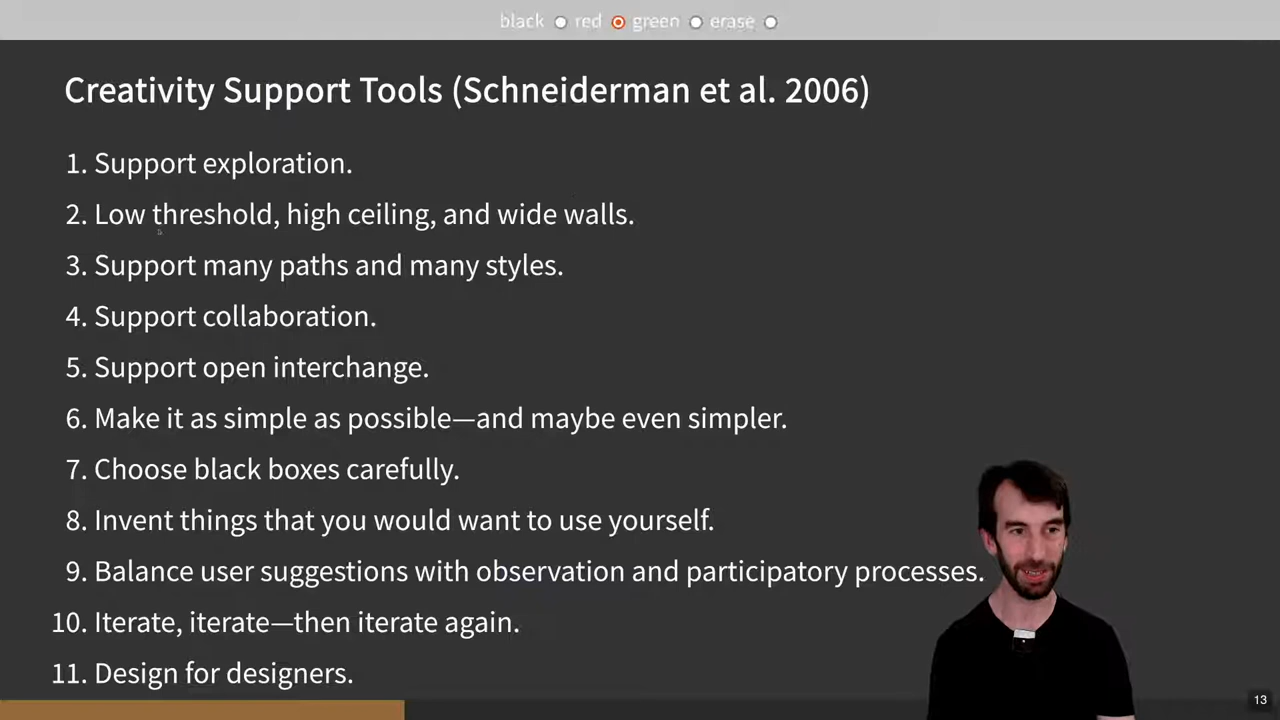 black red green erase
Creativity Support Tools (Schneiderman et al. 2006)
1. Support exploration.
2. Low threshold, high ceiling, and wide walls.
3. Support many paths and many styles.
4. Support collaboration.
5. Support open interchange.
6. Make it as simple as possible—and maybe even simpler.
7. Choose black boxes carefully.
8. Invent things that you would want to use yourself.
9. Balance user suggestions with observation and participatory processes.
10. Iterate, iterate—then iterate again.
11. Design for designers.
13